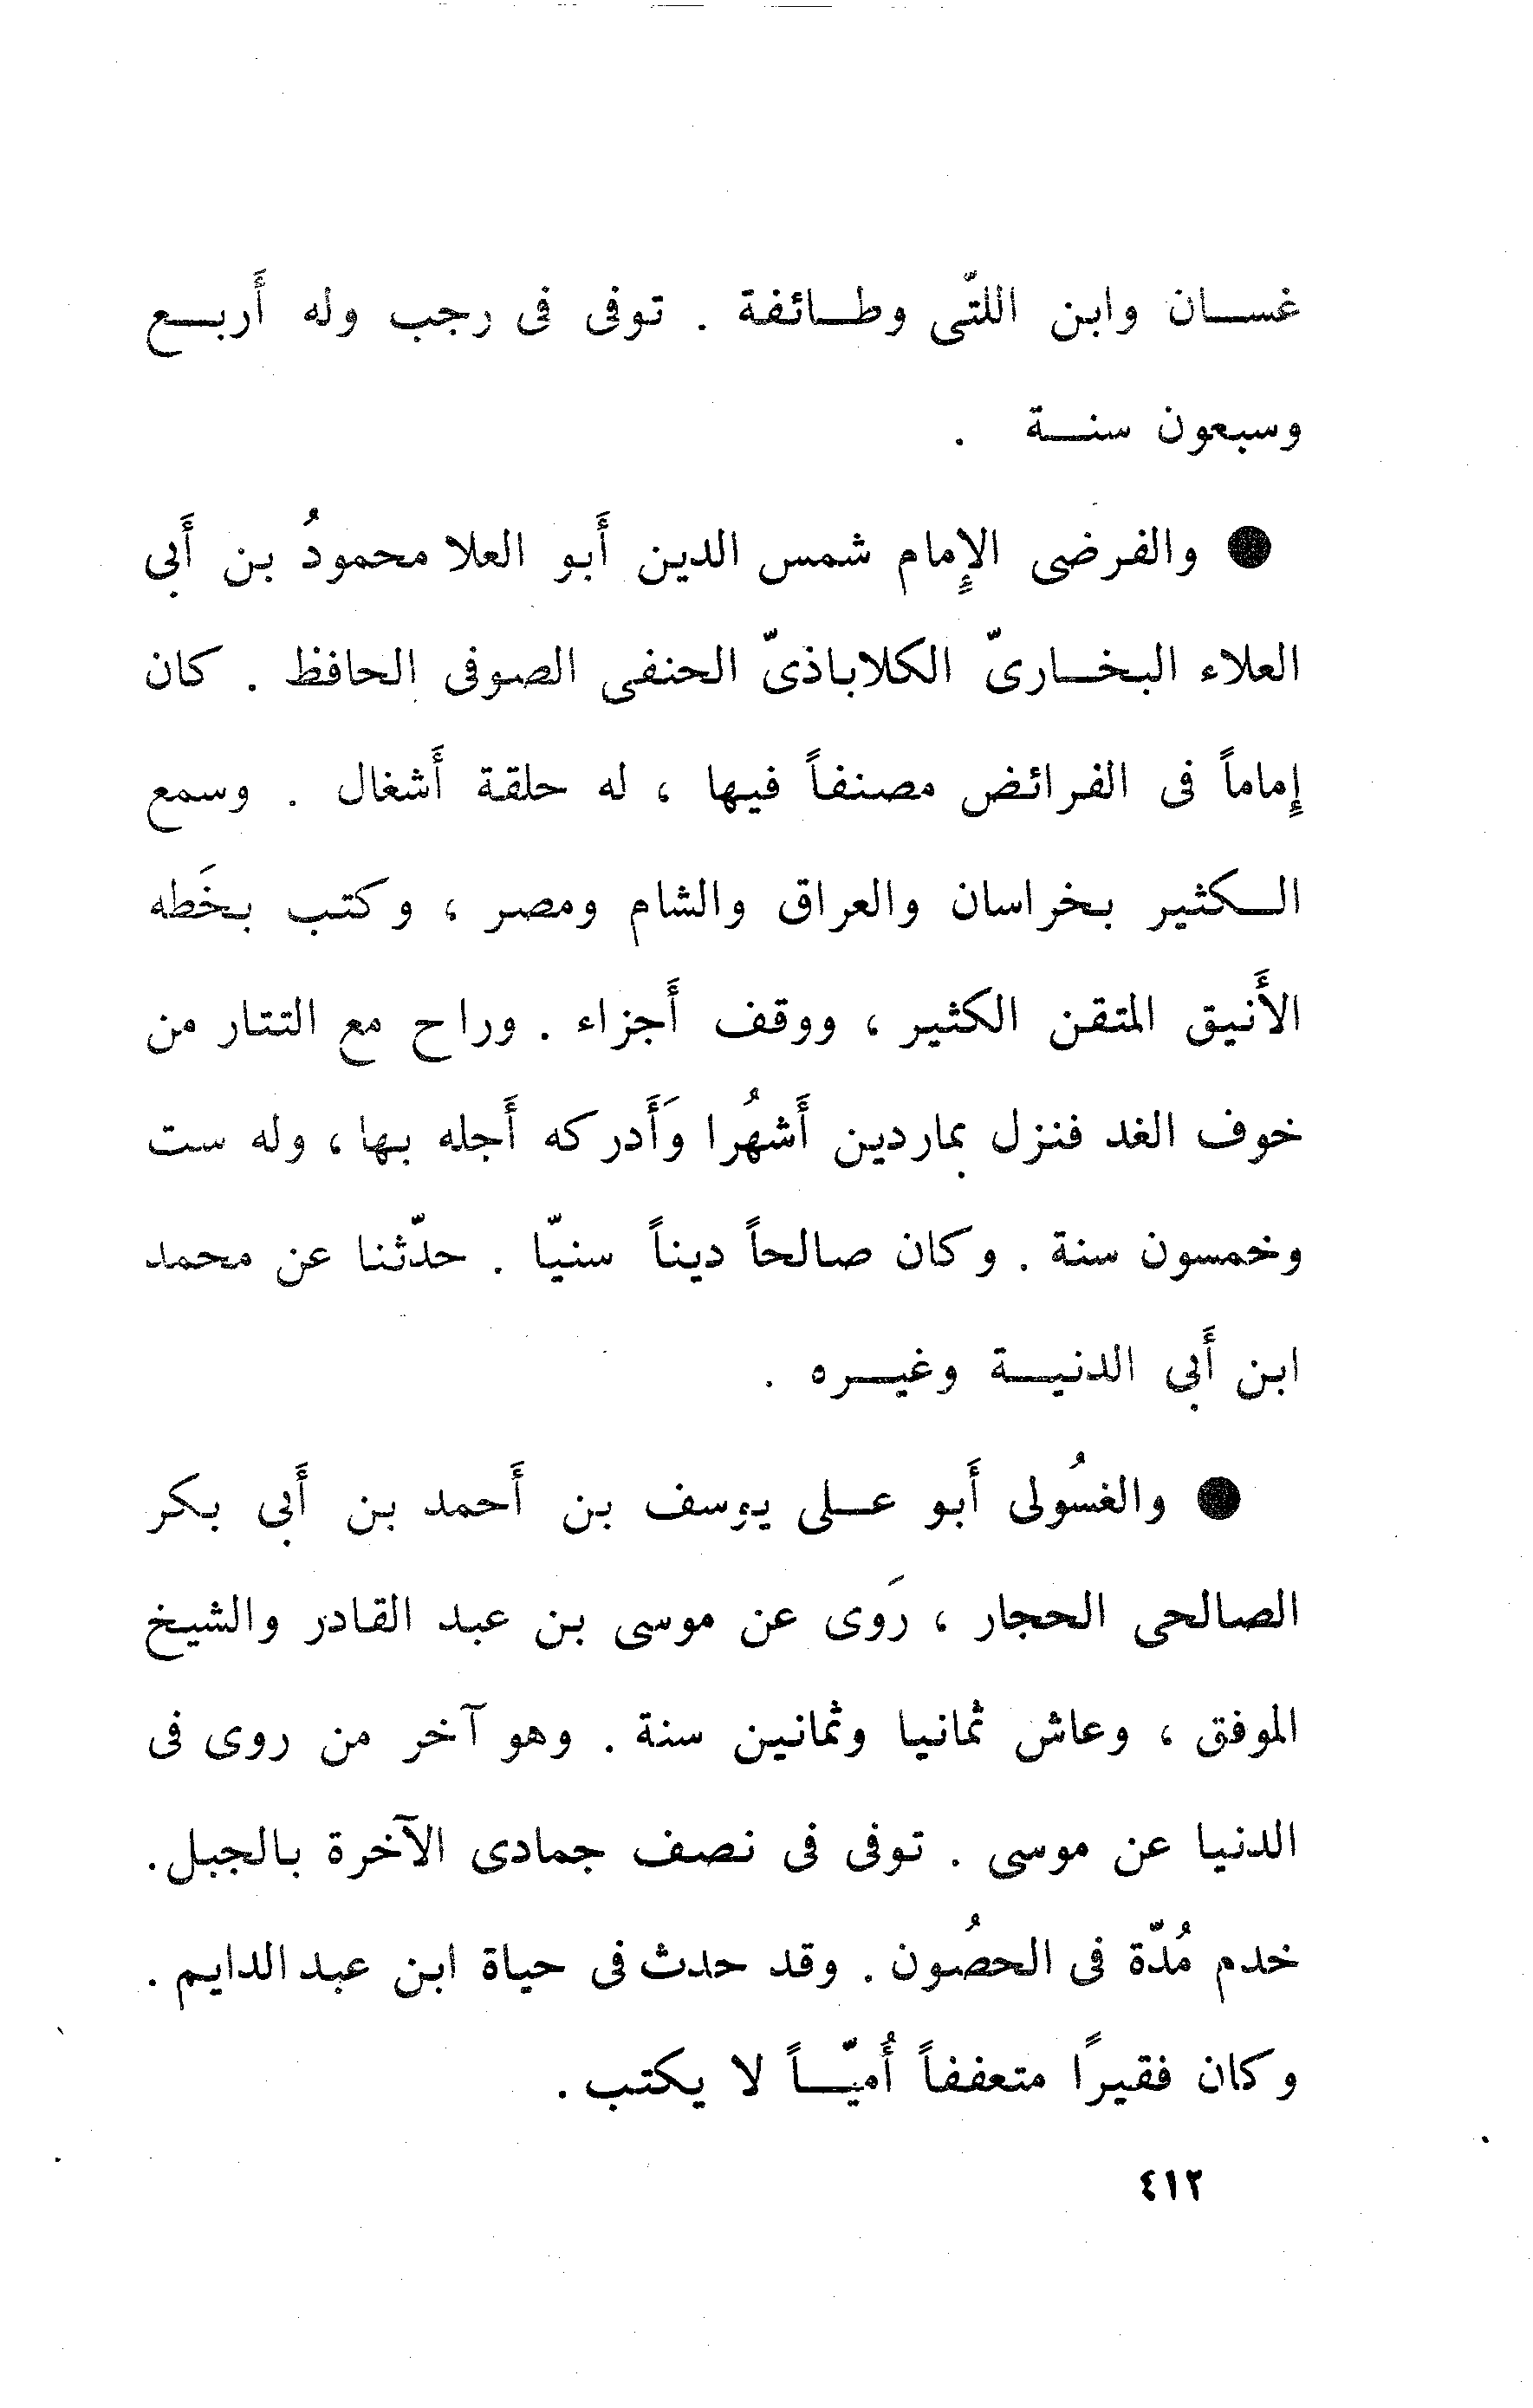 غسان وابن اللتّى وطائفة . توفى فى رجب وله أَربع
وسبعون سنة .
● والفرضى الإِمام شمس الدين أَبو العلا محمودُ بن أَبى
العلاء البخارىّ الكلاباذىّ الحنفى الصوفى الحافظ . كان
إِماماً فى الفرائض مصنفاً فيها ، له حلقة أَشغال . وسمع
الكثير بخراسان والعراق والشام ومصر ، وكتب بخَطه
الأَنيق المتقن الكثير ، ووقف أَجزاء . وراح مع التتار من
خوف الغد فنزل بماردين أَشهُرا وَأَدركه أَجله بها ، وله ست
وخمسون سنة . وكان صالحاً ديناً سنيّا . حدّثنا عن محمد
ابن أَبى الدنية وغيره .
● والغسُولى أَبو على يوسف بن أَحمد بن أَبى بكر
الصالحى الحجار ، رَوى عن موسى بن عبد القادر والشيخ
الموفق ، وعاش ثمانيا وثمانين سنة . وهو آخر من روى فى
الدنيا عن موسى . توفى فى نصف جمادى الآخرة بالجبل .
خدم مُدّة فى الحصُون . وقد حدث فى حياة ابن عبد الدايم .
وكان فقيرًا متعففاً أُميّاً لا يكتب .
٤١٢